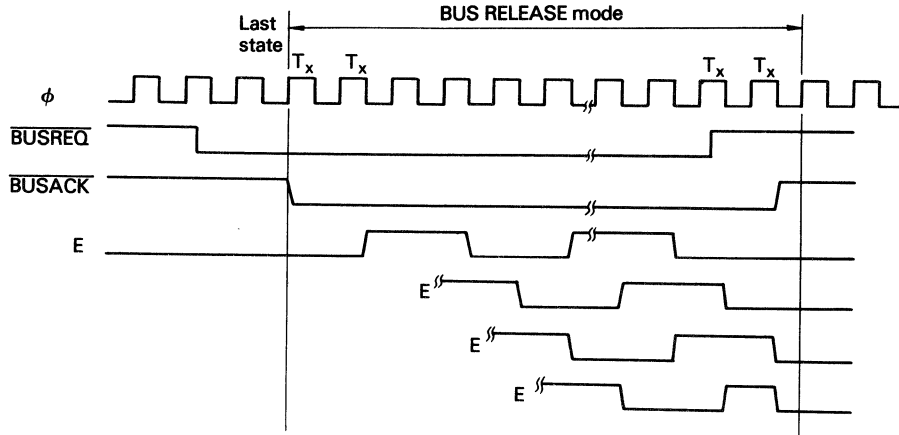 BUS RELEASE mode
Last
state
Tx Tx Tx Tx
φ
BUSREQ
BUSACK
E
E
E
E